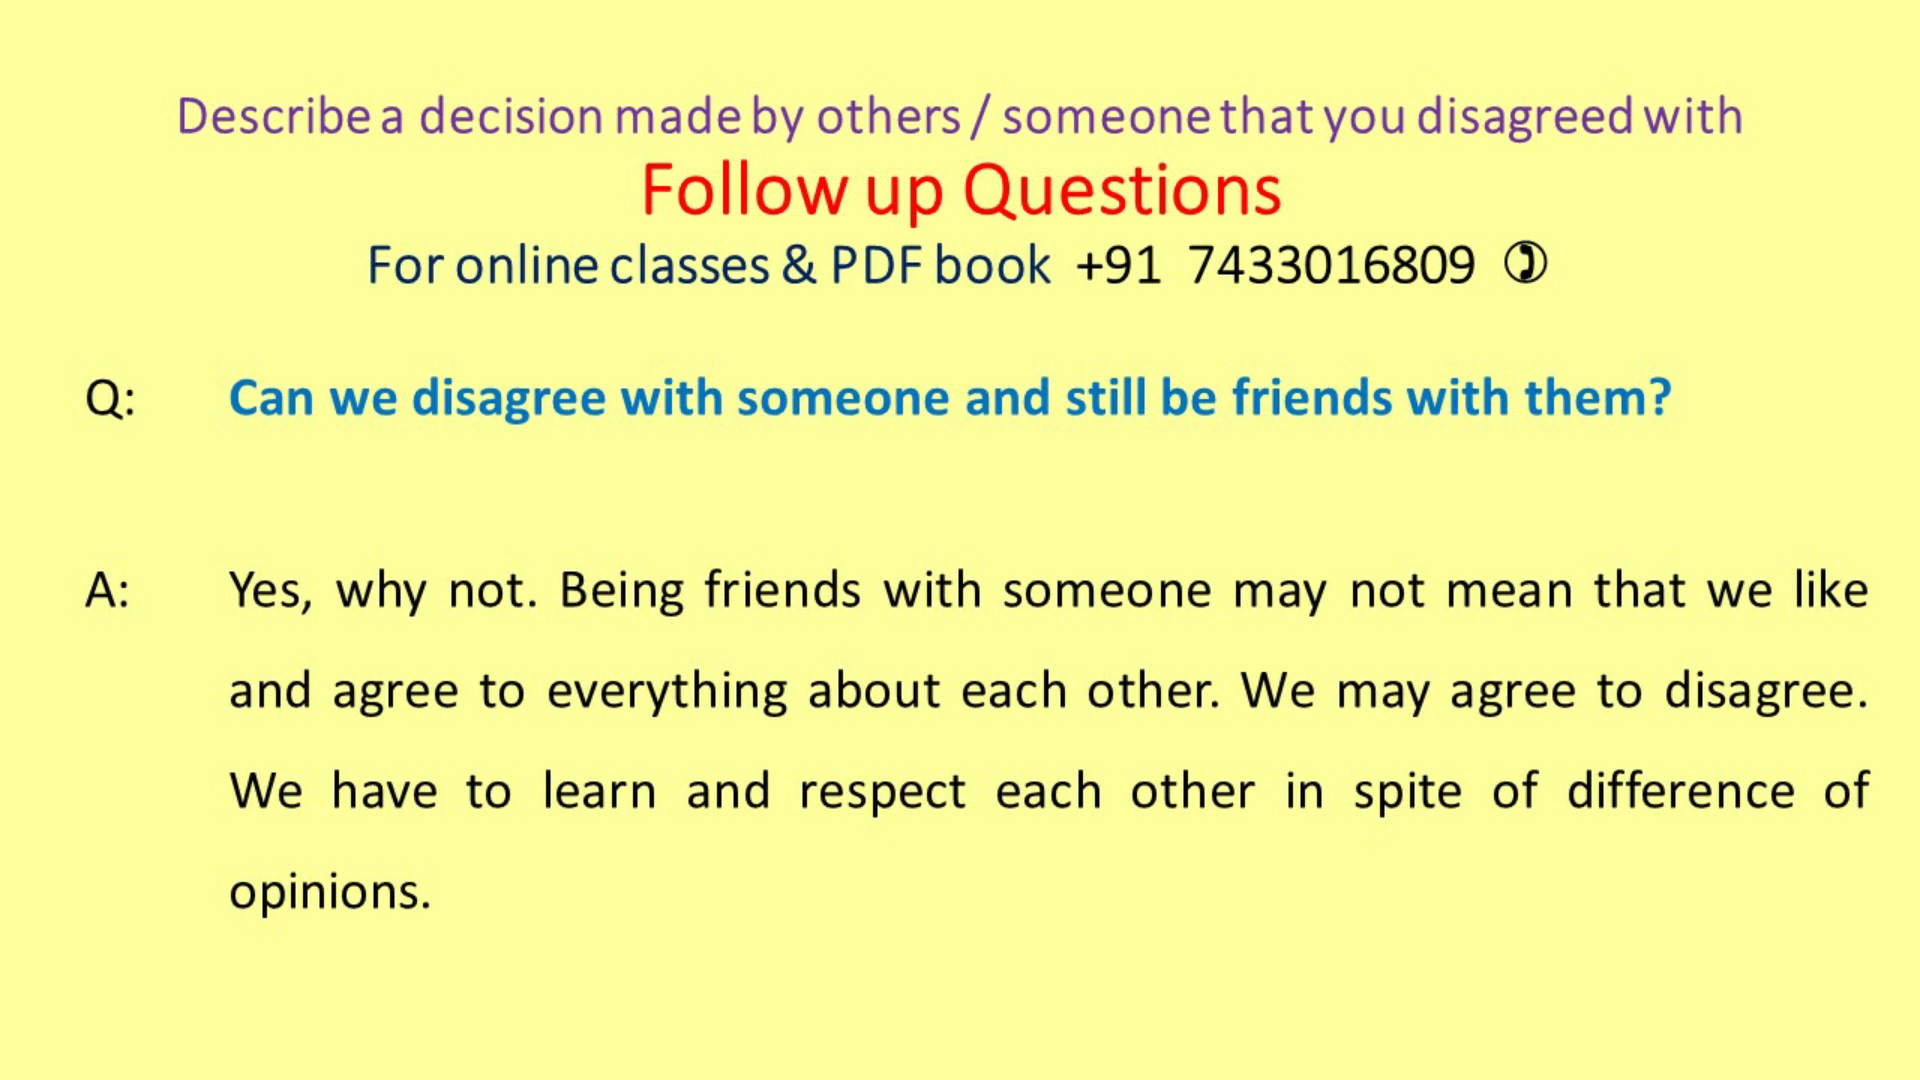 Describe a decision made by others / someone that you disagreed with
Follow up Questions
For online classes & PDF book +91 7433016809 ✆
Q: Can we disagree with someone and still be friends with them?
A: Yes, why not. Being friends with someone may not mean that we like
and agree to everything about each other. We may agree to disagree.
We have to learn and respect each other in spite of difference of
opinions.